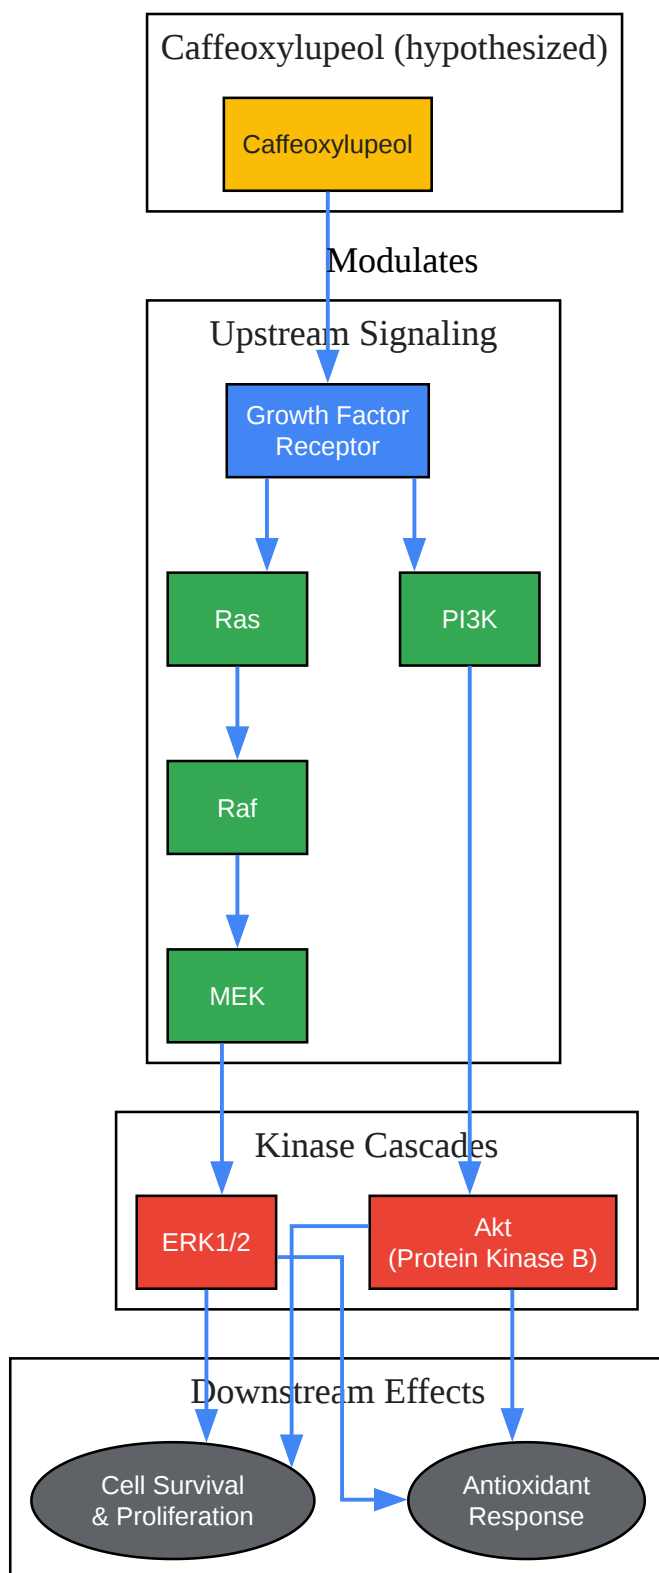 Caffeoxylupeol (hypothesized)
Caffeoxylupeol
Modulates
Upstream Signaling
Growth Factor
Receptor
Ras
PI3K
Raf
MEK
Kinase Cascades
ERK1/2
Akt
(Protein Kinase B)
Downstream Effects
Cell Survival
& Proliferation
Antioxidant
Response